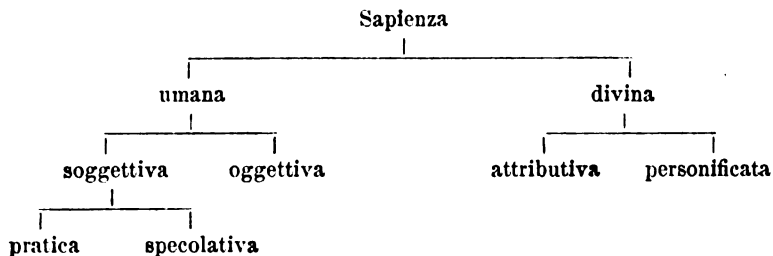 Sapienza
umana divina
soggettiva oggettiva attributiva personificata
pratica specolativa